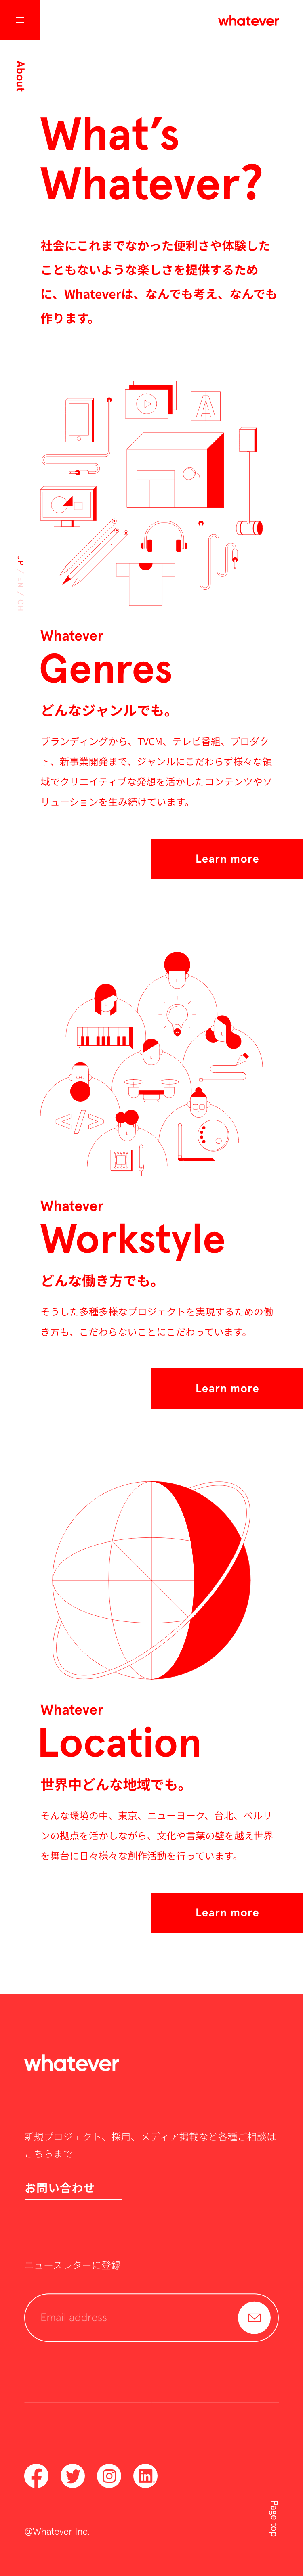 whatever
About
What's
Whatever?
社会にこれまでなかった便利さや体験した
こともないような楽しさを提供するため
に、Whateverは、なんでも考え、なんでも
作ります。
A
JP / EN / CH
Whatever
Genres
どんなジャンルでも。
ブランディングから、TVCM、テレビ番組、プロダク
ト、新事業開発まで、ジャンルにこだわらず様々な領
域でクリエイティブな発想を活かしたコンテンツやソ
リューションを生み続けています。
Learn more
</>
Whatever
Workstyle
どんな働き方でも。
そうした多種多様なプロジェクトを実現するための働
き方も、こだわらないことにこだわっています。
Learn more
Whatever
Location
世界中どんな地域でも。
そんな環境の中、東京、ニューヨーク、台北、ベルリ
ンの拠点を活かしながら、文化や言葉の壁を越え世界
を舞台に日々様々な創作活動を行っています。
Learn more
whatever
新規プロジェクト、採用、メディア掲載など各種ご相談は
こちらまで
お問い合わせ
ニュースレターに登録
Email address
Page top
@Whatever Inc.